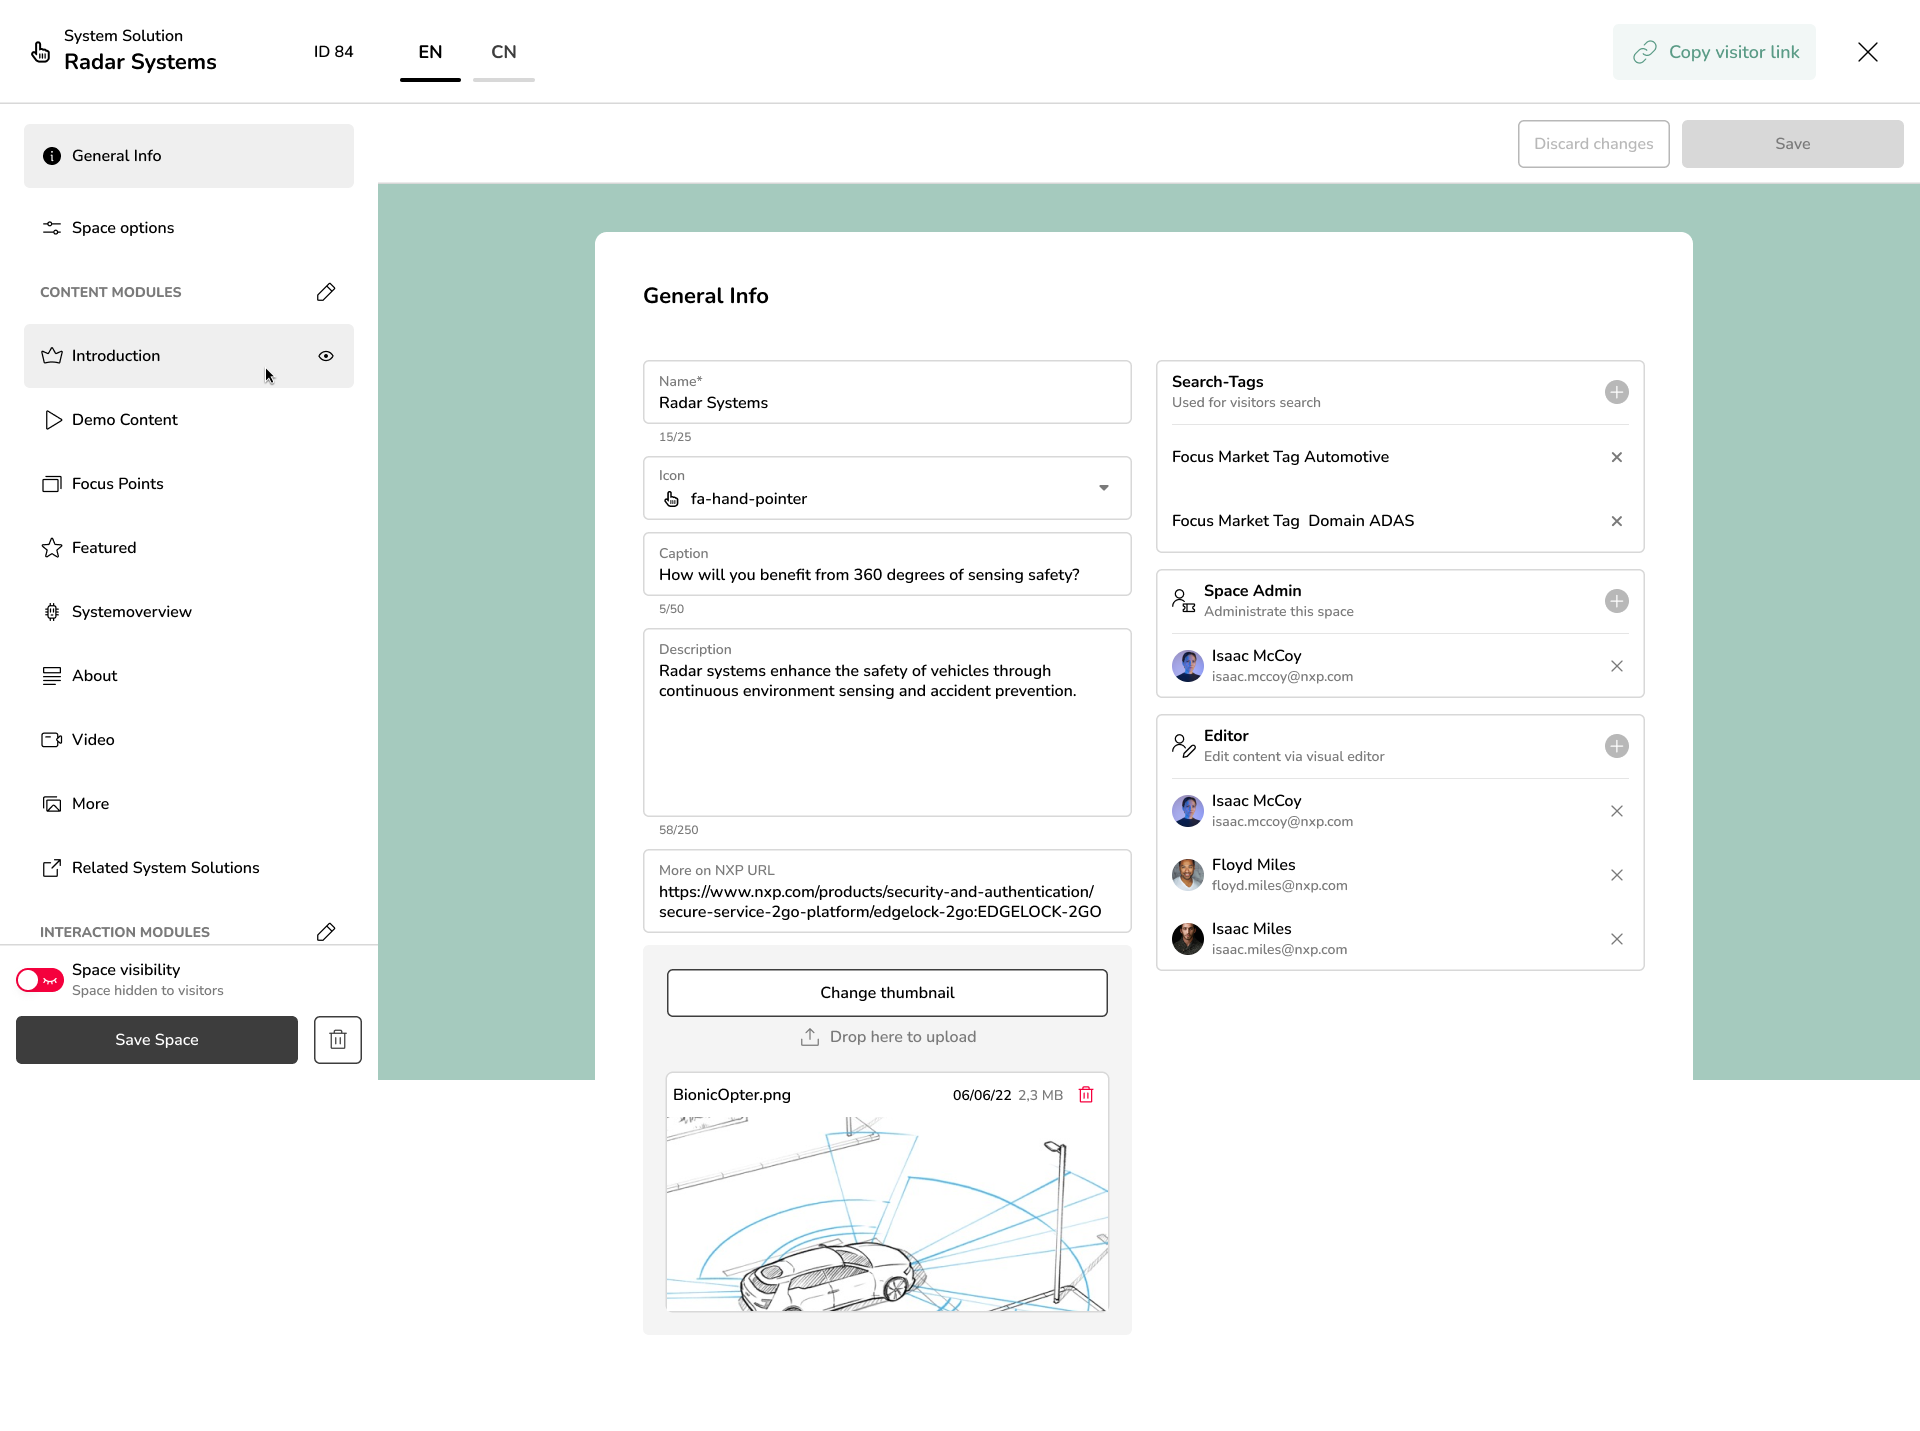 System Solution
Radar Systems
ID 84
EN
CN
Copy visitor link
Discard changes
Save
General Info
Space options
CONTENT MODULES
Introduction
Demo Content
Focus Points
Featured
Systemoverview
About
Video
More
Related System Solutions
INTERACTION MODULES
Space visibility
Space hidden to visitors
Save Space
General Info
Name*
Radar Systems
15/25
Icon
fa-hand-pointer
Caption
How will you benefit from 360 degrees of sensing safety?
5/50
Description
Radar systems enhance the safety of vehicles through
continuous environment sensing and accident prevention.
58/250
More on NXP URL
https://www.nxp.com/products/security-and-authentication/
secure-service-2go-platform/edgelock-2go:EDGELOCK-2GO
Change thumbnail
Drop here to upload
BionicOpter.png 06/06/22 2,3 MB
Search-Tags
Used for visitors search
Focus Market Tag Automotive
Focus Market Tag  Domain ADAS
Space Admin
Administrate this space
Isaac McCoy
isaac.mccoy@nxp.com
Editor
Edit content via visual editor
Isaac McCoy
isaac.mccoy@nxp.com
Floyd Miles
floyd.miles@nxp.com
Isaac Miles
isaac.miles@nxp.com